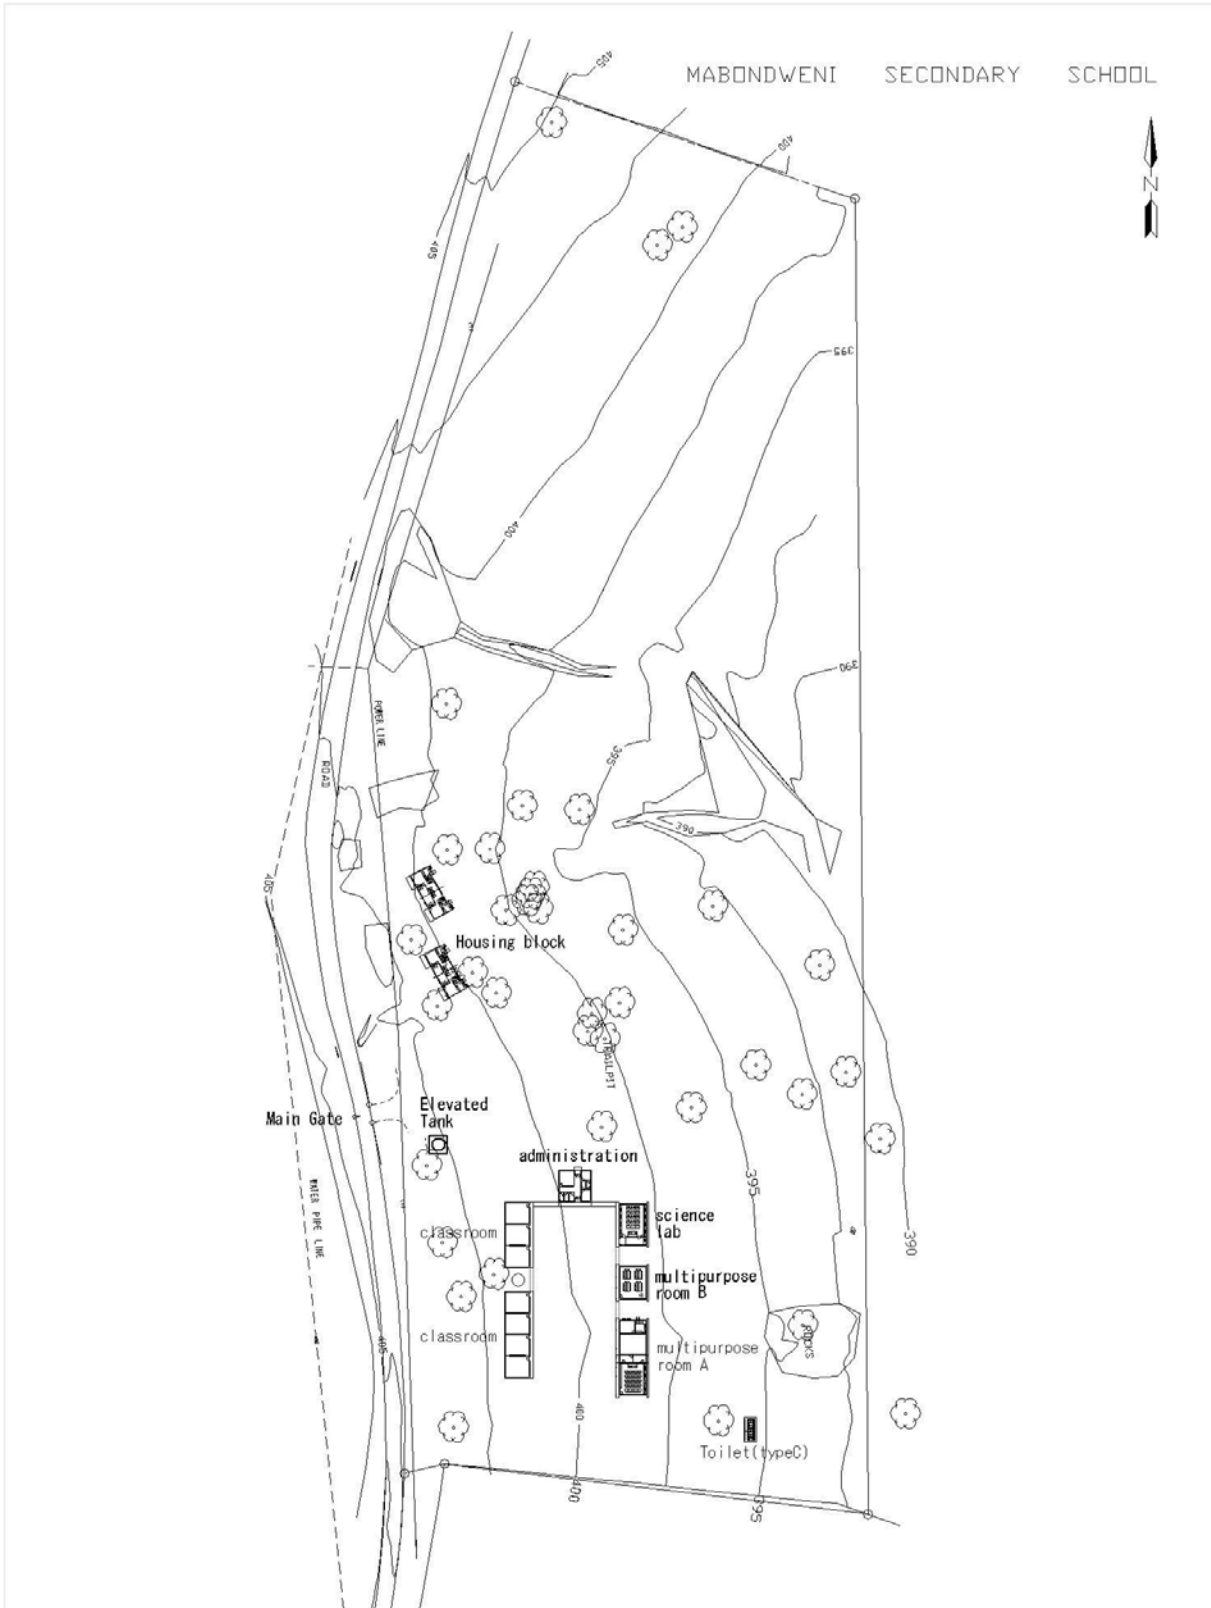 405
MABONDWENI SECONDARY SCHOOL
400
N
405
395
400
390
POWER LINE
ROAD
395
390
405
Housing block
TRAILPIT
Elevated
Tank
Main Gate
administration
395
WATER PIPE LINE
classroom
science
lab
390
multipurpose
room B
405
classroom
ROCKS
multipurpose
room A
400
Toilet(typeC)
400
395